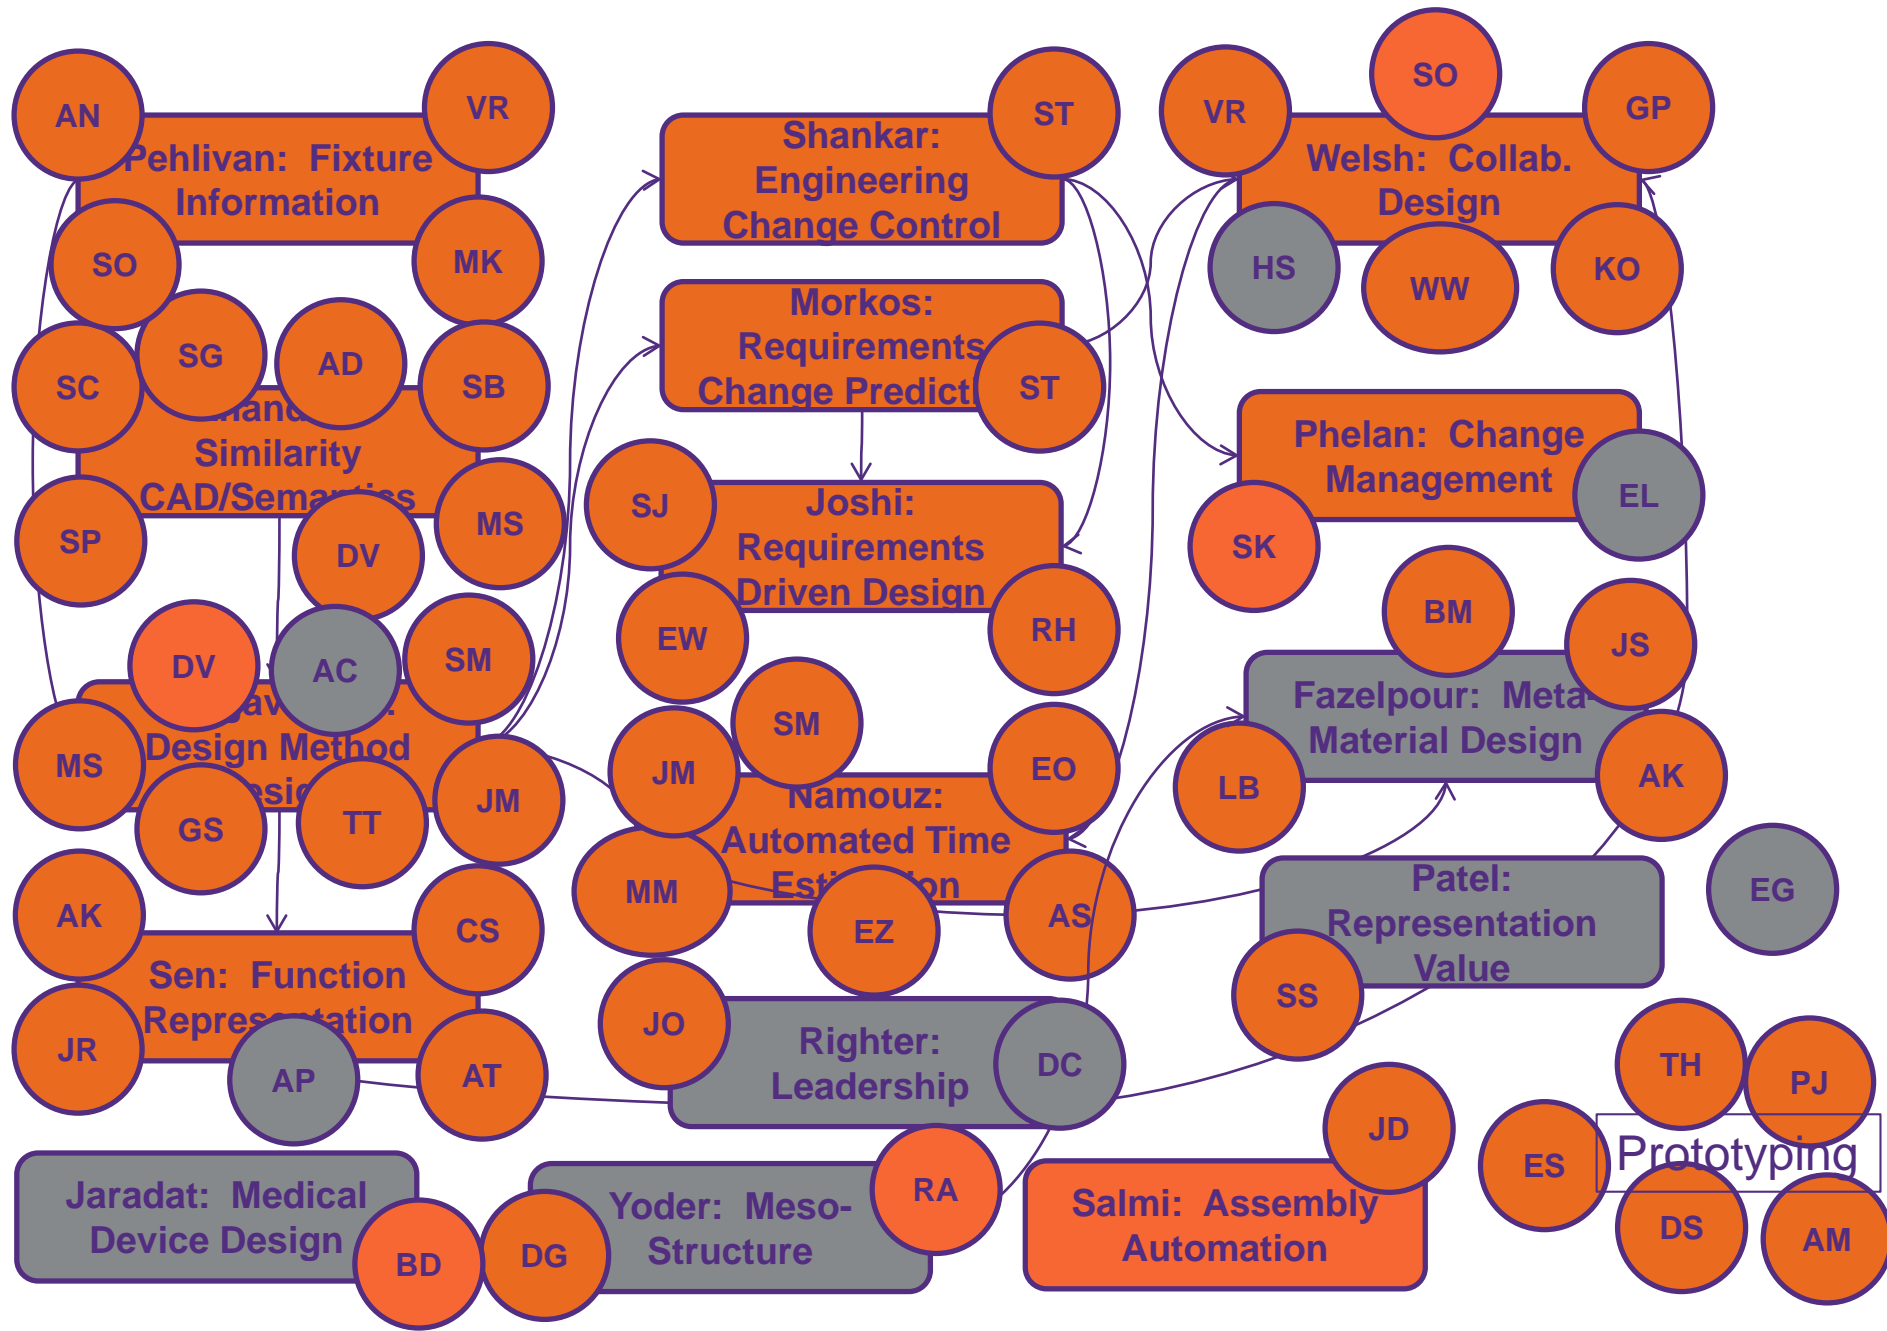 AN
VR
Pehlivan: Fixture
Information
SO
MK
SC
SG
AD
SB
Similarity
CAD/Semantics
SP
DV
MS
DV
AC
SM
Design Method
MS
GS
TT
JM
AK
CS
Sen: Function
Representation
JR
AP
AT
Jaradat: Medical
Device Design
BD
ST
Shankar:
Engineering
Change Control
Morkos:
Requirements
Change Predict
ST
SJ
Joshi:
Requirements
Driven Design
EW
RH
SM
JM
EO
Namouz:
Automated Time
MM
EZ
AS
JO
Righter:
Leadership
DC
RA
DG
Yoder: Meso-
Structure
VR
SO
GP
Welsh: Collab.
Design
HS
WW
KO
Phelan: Change
Management
EL
SK
BM
JS
Fazelpour: Meta-
Material Design
LB
AK
Patel:
Representation
Value
EG
SS
JD
Salmi: Assembly
Automation
TH
PJ
ES
Prototyping
DS
AM